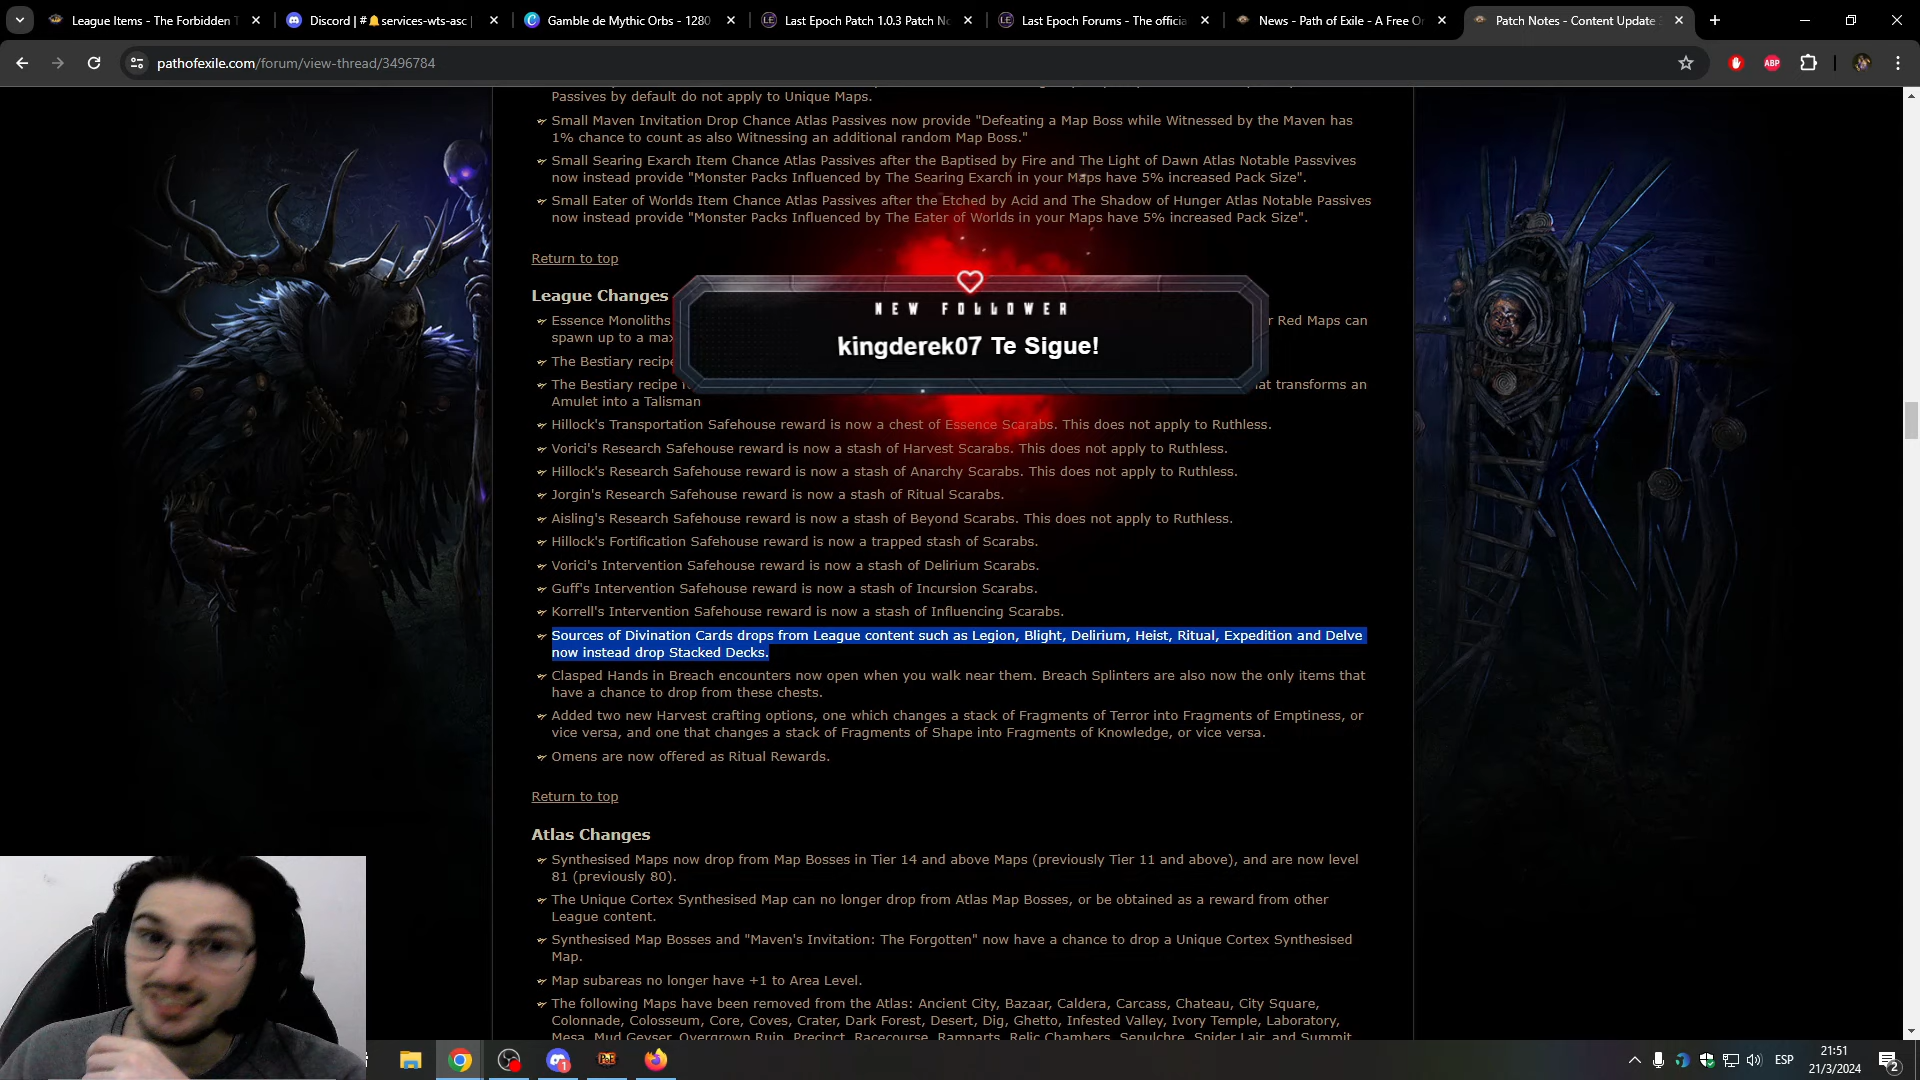 League Items - The Forbidden T
Discord | #🔔services-wts-asc |
Gamble de Mythic Orbs - 1280
Last Epoch Patch 1.0.3 Patch No
Last Epoch Forums - The officia
News - Path of Exile - A Free O
Patch Notes - Content Update 3
pathofexile.com/forum/view-thread/3496784
ABP
Passives by default do not apply to Unique Maps.
Small Maven Invitation Drop Chance Atlas Passives now provide "Defeating a Map Boss while Witnessed by the Maven has
1% chance to count as also Witnessing an additional random Map Boss."
Small Searing Exarch Item Chance Atlas Passives after the Baptised by Fire and The Light of Dawn Atlas Notable Passvives
now instead provide "Monster Packs Influenced by The Searing Exarch in your Maps have 5% increased Pack Size".
Small Eater of Worlds Item Chance Atlas Passives after the Etched by Acid and The Shadow of Hunger Atlas Notable Passives
now instead provide "Monster Packs Influenced by The Eater of Worlds in your Maps have 5% increased Pack Size".
Return to top
League Changes
NEW FOLLOWER
kingderek07 Te Sigue!
Essence Monoliths r Red Maps can
spawn up to a max
The Bestiary recipe
The Bestiary recipe at transforms an
Amulet into a Talisman
Hillock's Transportation Safehouse reward is now a chest of Essence Scarabs. This does not apply to Ruthless.
Vorici's Research Safehouse reward is now a stash of Harvest Scarabs. This does not apply to Ruthless.
Hillock's Research Safehouse reward is now a stash of Anarchy Scarabs. This does not apply to Ruthless.
Jorgin's Research Safehouse reward is now a stash of Ritual Scarabs.
Aisling's Research Safehouse reward is now a stash of Beyond Scarabs. This does not apply to Ruthless.
Hillock's Fortification Safehouse reward is now a trapped stash of Scarabs.
Vorici's Intervention Safehouse reward is now a stash of Delirium Scarabs.
Guff's Intervention Safehouse reward is now a stash of Incursion Scarabs.
Korrell's Intervention Safehouse reward is now a stash of Influencing Scarabs.
Sources of Divination Cards drops from League content such as Legion, Blight, Delirium, Heist, Ritual, Expedition and Delve
now instead drop Stacked Decks.
Clasped Hands in Breach encounters now open when you walk near them. Breach Splinters are also now the only items that
have a chance to drop from these chests.
Added two new Harvest crafting options, one which changes a stack of Fragments of Terror into Fragments of Emptiness, or
vice versa, and one that changes a stack of Fragments of Shape into Fragments of Knowledge, or vice versa.
Omens are now offered as Ritual Rewards.
Return to top
Atlas Changes
Synthesised Maps now drop from Map Bosses in Tier 14 and above Maps (previously Tier 11 and above), and are now level
81 (previously 80).
The Unique Cortex Synthesised Map can no longer drop from Atlas Map Bosses, or be obtained as a reward from other
League content.
Synthesised Map Bosses and "Maven's Invitation: The Forgotten" now have a chance to drop a Unique Cortex Synthesised
Map.
Map subareas no longer have +1 to Area Level.
The following Maps have been removed from the Atlas: Ancient City, Bazaar, Caldera, Carcass, Chateau, City Square,
Colonnade, Colosseum, Core, Coves, Crater, Dark Forest, Desert, Dig, Ghetto, Infested Valley, Ivory Temple, Laboratory,
Mesa, Mud Geyser, Overgrown Ruin, Precinct, Racecourse, Ramparts, Relic Chambers, Sepulchre, Spider Lair, and Summit
1
PoE
ESP
21:51
21/3/2024
2